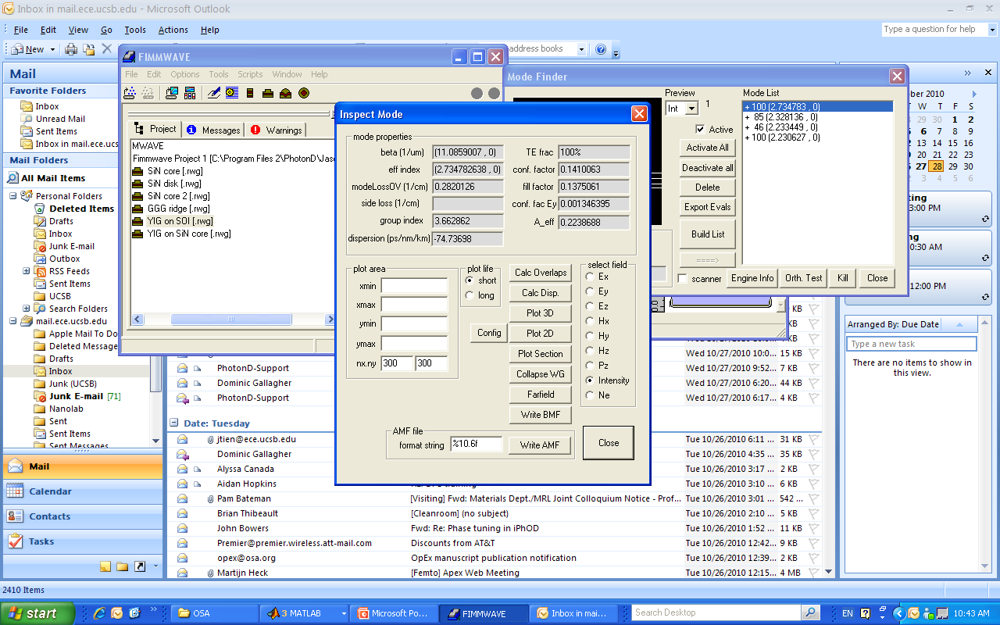 Inbox in mail.ece.ucsb.edu - Microsoft Outlook
File Edit View Go Tools Actions Help
Type a question for help
New
address books
Mail
Favorite Folders
Inbox
Unread Mail
Sent Items
Inbox in mail.ece.ucs
Mail Folders
All Mail Items
Personal Folders
Deleted Items
Drafts
Inbox
Junk E-mail
Outbox
RSS Feeds
Sent Items
UCSB
Search Folders
mail.ece.ucsb.edu
Apple Mail To Do
Deleted Message
Drafts
Inbox
Junk (UCSB)
Junk E-mail [71]
Nanolab
Sent
Sent Items
Sent Messages
Mail
Calendar
Contacts
Tasks
2410 Items
FIMMWAVE
File Edit Options Tools Scripts Window Help
Project Messages Warnings
MWAVE
Fimmwave Project 1 [C:\Program Files 2\PhotonD\Jas
SiN core [.rwg]
SiN disk [.rwg]
SiN core 2 [.rwg]
GGG ridge [.rwg]
YIG on SOI [.rwg]
YIG on SiN core [.rwg]
Mode Finder
Preview
Int
1
Active
Activate All
Deactivate all
Delete
Export Evals
Build List
====>
scanner
Engine Info
Orth. Test
Kill
Close
Mode List
+ 100 (2.734783 , 0)
+ 85 (2.328136 , 0)
+ 46 (2.233449 , 0)
+ 100 (2.230627 , 0)
Inspect Mode
mode properties
beta (1/um) (11.0859007 , 0) TE frac 100%
eff index (2.734782638 , 0) conf. factor 0.1410063
modeLossOV (1/cm) 0.2820126 fill factor 0.1375061
side loss (1/cm) conf. fac Ey 0.001346395
group index 3.662862 A_eff 0.2238688
dispersion (ps/nm/km) -74.73698
plot area
xmin
xmax
ymin
ymax
nx.ny 300 300
plot life
short
long
Config
Calc Overlaps
Calc Disp.
Plot 3D
Plot 2D
Plot Section
Collapse WG
Farfield
Write BMF
select field
Ex
Ey
Ez
Hx
Hy
Hz
Pz
Intensity
Ne
AMF file
format string %10.6f Write AMF
Close
ber 2010
T W T F S
29 30 1 2
6 7 8 9
13 14 15 16
20 21 22 23
27 28 29 30
3 4 5 6
ting
3:00 PM
ng
0:30 AM
12:00 PM
Arranged By: Due Date
Type a new task
There are no items to show in
this view.
KB
KB
KB
Wed 10/27/2010 10:0... 15 KB
PhotonD-Support Wed 10/27/2010 9:52... 7 KB
Dominic Gallagher Wed 10/27/2010 6:20... 44 KB
PhotonD-Support Wed 10/27/2010 6:17... 4 KB
Date: Tuesday
jtien@ece.ucsb.edu Tue 10/26/2010 6:11 ... 31 KB
Dominic Gallagher Tue 10/26/2010 4:35 ... 35 KB
Alyssa Canada Tue 10/26/2010 3:17 ... 2 KB
Aidan Hopkins Tue 10/26/2010 3:10 ... 6 KB
Pam Bateman [Visiting] Fwd: Materials Dept./MRL Joint Colloquium Notice - Prof... Tue 10/26/2010 3:01 ... 542 ...
Brian Thibeault [Cleanroom] (no subject) Tue 10/26/2010 2:10 ... 5 KB
John Bowers Fwd: Re: Phase tuning in iPhOD Tue 10/26/2010 1:52 ... 11 KB
Premier@premier.wireless.att-mail.com Discounts from AT&T Tue 10/26/2010 12:42... 9 KB
opex@osa.org OpEx manuscript publication notification Tue 10/26/2010 12:39... 2 KB
Martijn Heck [Femto] Apex Web Meeting Tue 10/26/2010 12:15... 4 MB
start
OSA
3 MATLAB
Microsoft Po...
FIMMWAVE
Inbox in mai...
Search Desktop
EN
10:43 AM